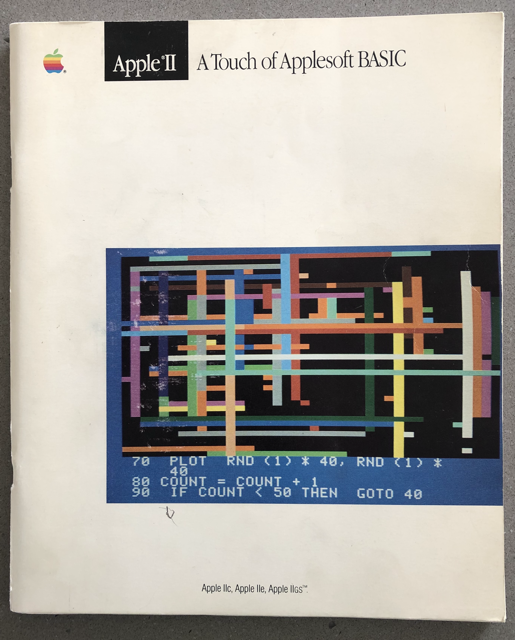 Apple® II A Touch of Applesoft BASIC
70 PLOT RND (1) * 40, RND (1) *
40
80 COUNT = COUNT + 1
90 IF COUNT < 50 THEN GOTO 40
Apple IIc, Apple IIe, Apple IIGS™